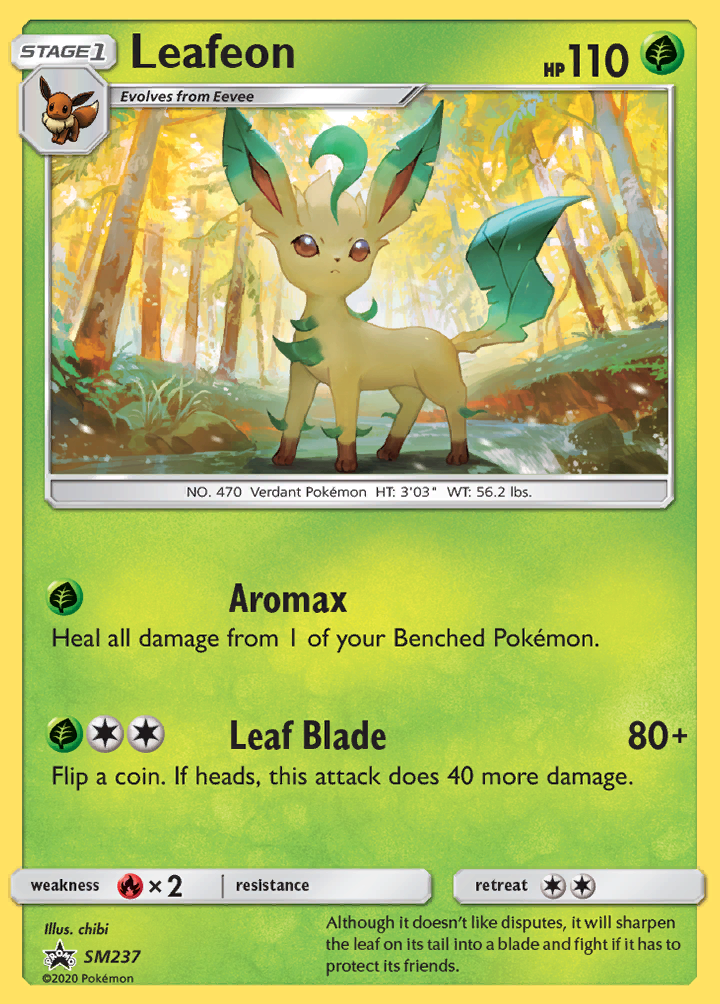 STAGE1
Leafeon
HP110
Evolves from Eevee
NO. 470 Verdant Pokémon HT: 3'03" WT: 56.2 lbs.
Aromax
Heal all damage from 1 of your Benched Pokémon.
Leaf Blade 80+
Flip a coin. If heads, this attack does 40 more damage.
weakness ×2 resistance retreat
Illus. chibi
PROMO SM237
©2020 Pokémon
Although it doesn't like disputes, it will sharpen
the leaf on its tail into a blade and fight if it has to
protect its friends.